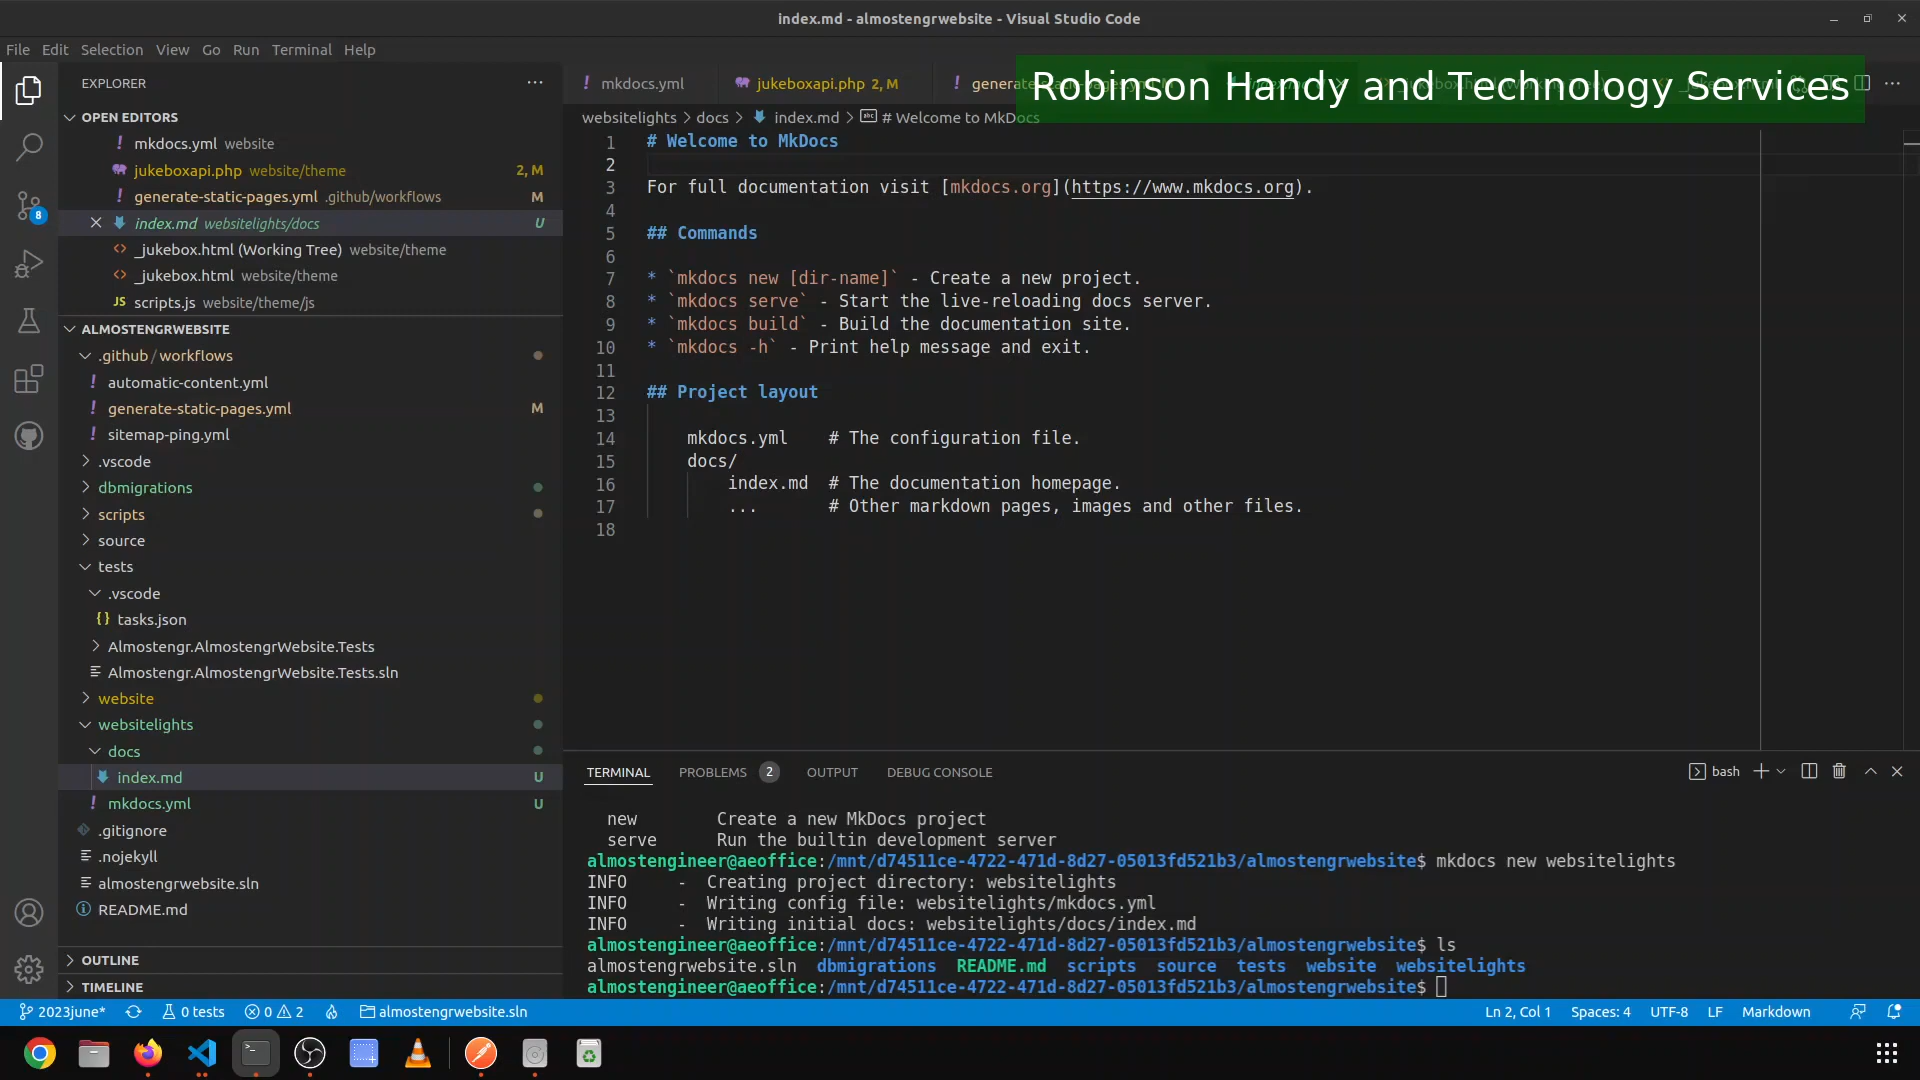 index.md - almostengrwebsite - Visual Studio Code
File Edit Selection View Go Run Terminal Help
EXPLORER
mkdocs.yml
jukeboxapi.php 2, M
Robinson Handy and Technology Services
OPEN EDITORS
mkdocs.yml website
jukeboxapi.php website/theme 2, M
generate-static-pages.yml .github/workflows M
index.md websitelights/docs U
_jukebox.html (Working Tree) website/theme
_jukebox.html website/theme
JS scripts.js website/theme/js
ALMOSTENGRWEBSITE
.github / workflows
automatic-content.yml
generate-static-pages.yml M
sitemap-ping.yml
.vscode
dbmigrations
scripts
source
tests
.vscode
{} tasks.json
Almostengr.AlmostengrWebsite.Tests
Almostengr.AlmostengrWebsite.Tests.sln
website
websitelights
docs
index.md U
mkdocs.yml U
.gitignore
.nojekyll
almostengrwebsite.sln
README.md
OUTLINE
TIMELINE
websitelights > docs > index.md > # Welcome to MkDocs
1 # Welcome to MkDocs
2
3 For full documentation visit [mkdocs.org](https://www.mkdocs.org).
4
5 ## Commands
6
7 * `mkdocs new [dir-name]` - Create a new project.
8 * `mkdocs serve` - Start the live-reloading docs server.
9 * `mkdocs build` - Build the documentation site.
10 * `mkdocs -h` - Print help message and exit.
11
12 ## Project layout
13
14 mkdocs.yml # The configuration file.
15 docs/
16 index.md # The documentation homepage.
17 ... # Other markdown pages, images and other files.
18
TERMINAL PROBLEMS 2 OUTPUT DEBUG CONSOLE
bash
new Create a new MkDocs project
serve Run the builtin development server
almostengineer@aeoffice:/mnt/d74511ce-4722-471d-8d27-05013fd521b3/almostengrwebsite$ mkdocs new websitelights
INFO - Creating project directory: websitelights
INFO - Writing config file: websitelights/mkdocs.yml
INFO - Writing initial docs: websitelights/docs/index.md
almostengineer@aeoffice:/mnt/d74511ce-4722-471d-8d27-05013fd521b3/almostengrwebsite$ ls
almostengrwebsite.sln dbmigrations README.md scripts source tests website websitelights
almostengineer@aeoffice:/mnt/d74511ce-4722-471d-8d27-05013fd521b3/almostengrwebsite$
8
2023june* 0 tests 0 2 almostengrwebsite.sln
Ln 2, Col 1 Spaces: 4 UTF-8 LF Markdown